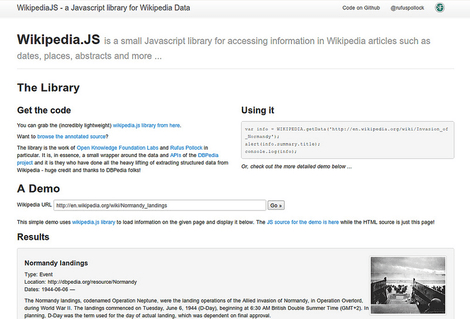 WikipediaJS - a Javascript library for Wikipedia Data
Code on Github
@rufuspollock
Wikipedia.JS is a small Javascript library for accessing information in Wikipedia articles such as
dates, places, abstracts and more ...
The Library
Get the code
You can grab the (incredibly lightweight) wikipedia.js library from here.
Want to browse the annotated source?
The library is the work of Open Knowledge Foundation Labs and Rufus Pollock in
particular. It is, in essence, a small wrapper around the data and APIs of the DBPedia
project and it is they who have done all the heavy lifting of extracting structured data from
Wikipedia - huge credit and thanks to DBPedia folks!
Using it
var info = WIKIPEDIA.getData("http://en.wikipedia.org/wiki/Invasion_of
_Normandy");
alert(info.summary.title);
console.log(info);
Or, check out the more detailed demo below ...
A Demo
Wikipedia URL
http://en.wikipedia.org/wiki/Normandy_landings
Go »
This simple demo uses wikipedia.js library to load information on the given page and display it below. The JS source for the demo is here while the HTML source is just this page!
Results
Normandy landings
Type: Event
Location: http://dbpedia.org/resource/Normandy
Dates: 1944-06-06 —
The Normandy landings, codenamed Operation Neptune, were the landing operations of the Allied invasion of Normandy, in Operation Overlord,
during World War II. The landings commenced on Tuesday, June 6, 1944 (D-Day), beginning at 6:30 AM British Double Summer Time (GMT+2). In
planning, D-Day was the term used for the day of actual landing, which was dependent on final approval.